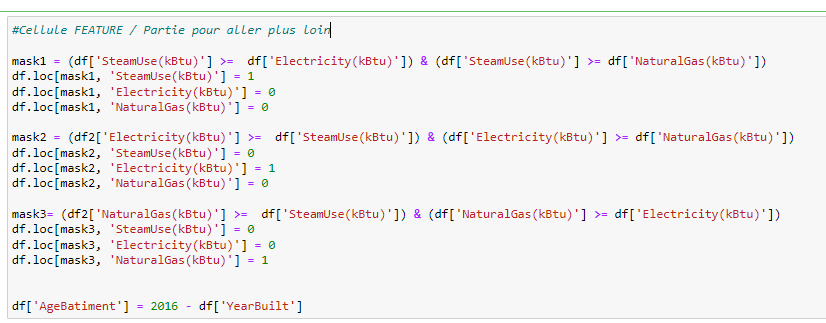 #Cellule FEATURE / Partie pour aller plus loin
mask1 = (df['SteamUse(kBtu)'] >=  df['Electricity(kBtu)']) & (df['SteamUse(kBtu)'] >= df['NaturalGas(kBtu)'])
df.loc[mask1, 'SteamUse(kBtu)'] = 1
df.loc[mask1, 'Electricity(kBtu)'] = 0
df.loc[mask1, 'NaturalGas(kBtu)'] = 0
mask2 = (df2['Electricity(kBtu)'] >=  df['SteamUse(kBtu)']) & (df['Electricity(kBtu)'] >= df['NaturalGas(kBtu)'])
df.loc[mask2, 'SteamUse(kBtu)'] = 0
df.loc[mask2, 'Electricity(kBtu)'] = 1
df.loc[mask2, 'NaturalGas(kBtu)'] = 0
mask3= (df2['NaturalGas(kBtu)'] >=  df['SteamUse(kBtu)']) & (df['NaturalGas(kBtu)'] >= df['Electricity(kBtu)'])
df.loc[mask3, 'SteamUse(kBtu)'] = 0
df.loc[mask3, 'Electricity(kBtu)'] = 0
df.loc[mask3, 'NaturalGas(kBtu)'] = 1
df['AgeBatiment'] = 2016 - df['YearBuilt']